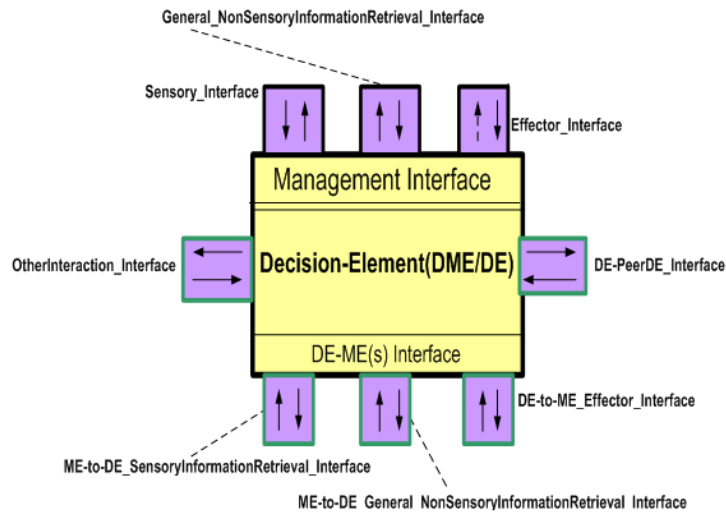 General_NonSensoryInformationRetrieval_Interface
Sensory_Interface
Effector_Interface
Management Interface
OtherInteraction_Interface
Decision-Element(DME/DE)
DE-PeerDE_Interface
DE-ME(s) Interface
DE-to-ME_Effector_Interface
ME-to-DE_SensoryInformationRetrieval_Interface
ME-to-DE_General_NonSensoryInformationRetrieval_Interface